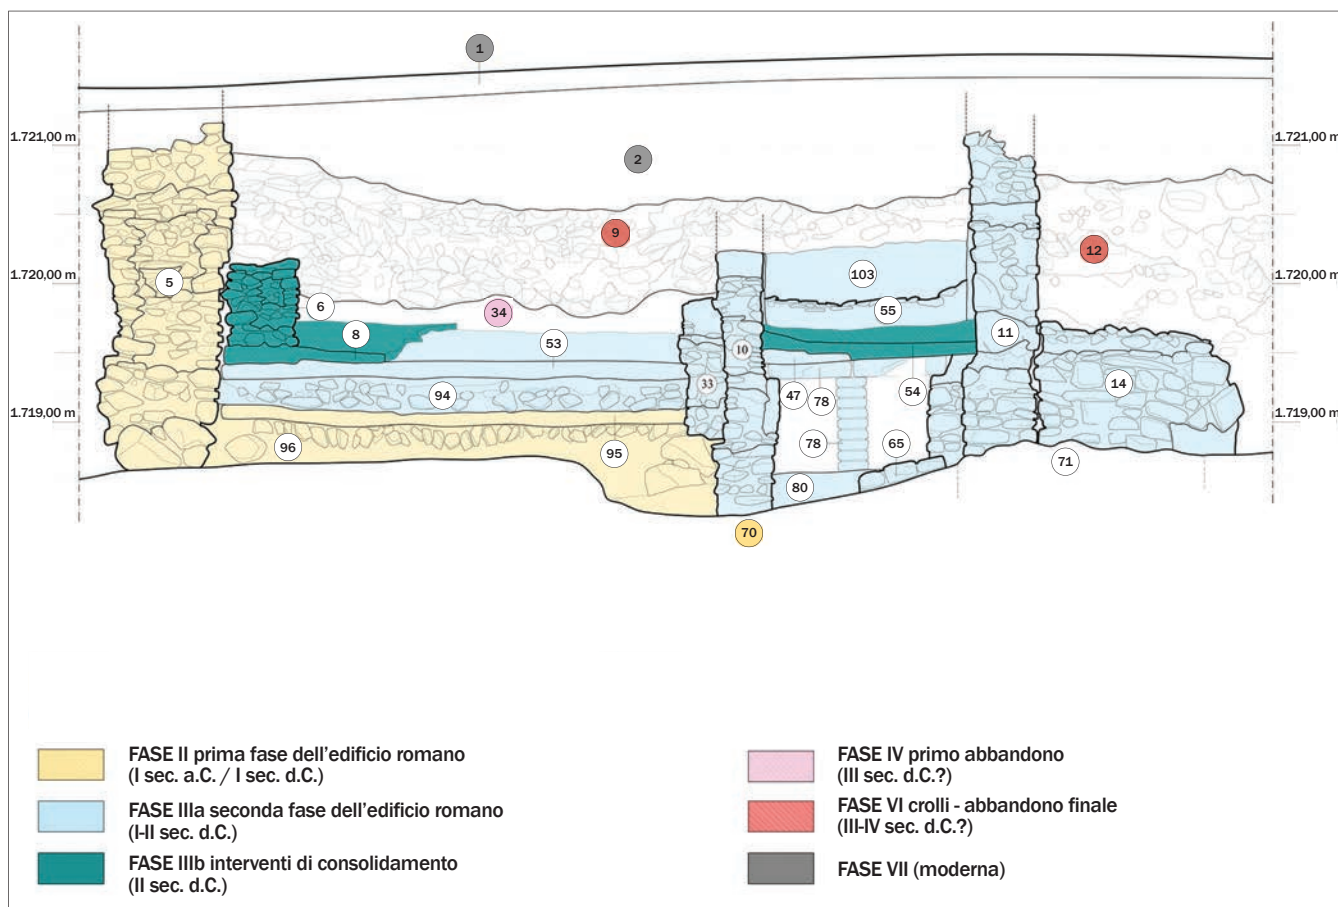 1
1.721,00 m
1.721,00 m
2
9
12
5
1.720,00 m
103
1.720,00 m
6
34
55
8
53
10
11
33
94
47
78
54
14
1.719,00 m
1.719,00 m
96
95
78
65
71
80
70
FASE II prima fase dell'edificio romano
(I sec. a.C. / I sec. d.C.)
FASE IIIa seconda fase dell'edificio romano
(I-II sec. d.C.)
FASE IIIb interventi di consolidamento
(II sec. d.C.)
FASE IV primo abbandono
(III sec. d.C.?)
FASE VI crolli - abbandono finale
(III-IV sec. d.C.?)
FASE VII (moderna)